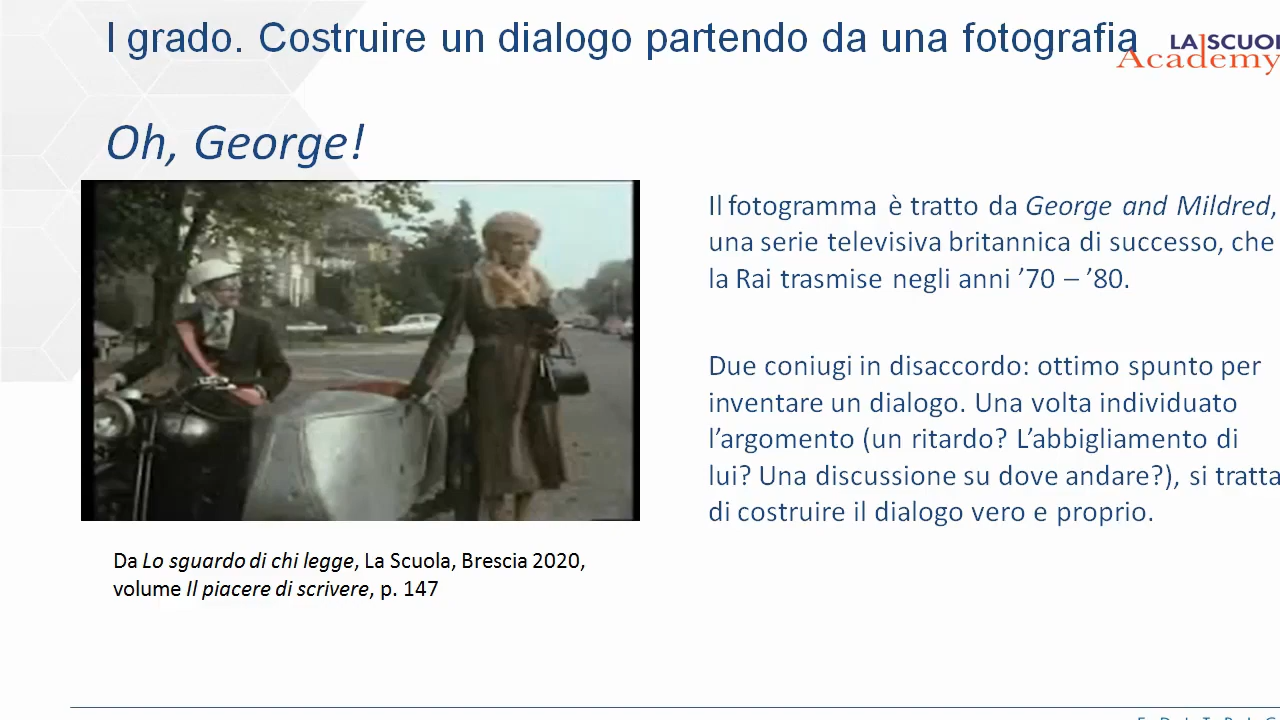 I grado. Costruire un dialogo partendo da una fotografia
LA SCUOL
Academy
Oh, George!
Il fotogramma è tratto da George and Mildred,
una serie televisiva britannica di successo, che
la Rai trasmise negli anni ’70 – ’80.
Due coniugi in disaccordo: ottimo spunto per
inventare un dialogo. Una volta individuato
l’argomento (un ritardo? L’abbigliamento di
lui? Una discussione su dove andare?), si tratta
di costruire il dialogo vero e proprio.
Da Lo sguardo di chi legge, La Scuola, Brescia 2020,
volume Il piacere di scrivere, p. 147